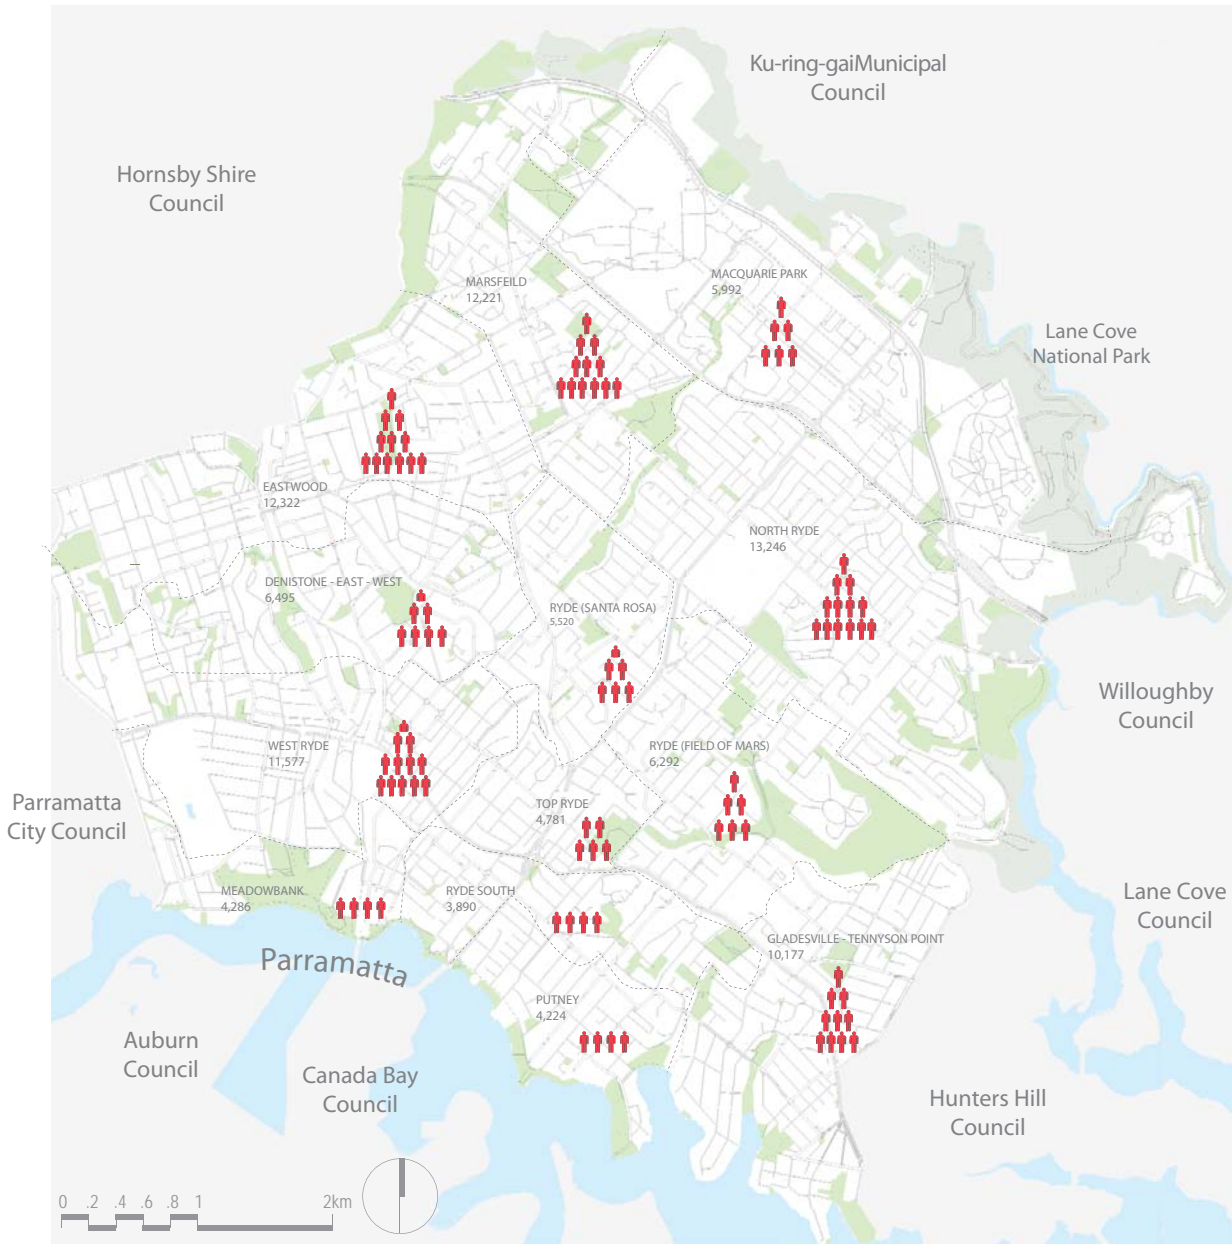 Ku-ring-gaiMunicipal
Council
Hornsby Shire
Council
MARSFEILD
12,221
MACQUARIE PARK
5,992
Lane Cove
National Park
EASTWOOD
12,322
NORTH RYDE
13,246
DENISTONE - EAST - WEST
6,495
RYDE (SANTA ROSA)
5,520
Willoughby
Council
WEST RYDE
11,577
RYDE (FIELD OF MARS)
6,292
Parramatta
City Council
TOP RYDE
4,781
MEADOWBANK
4,286
RYDE SOUTH
3,890
Lane Cove
Council
GLADESVILLE - TENNYSON POINT
10,177
Parramatta
PUTNEY
4,224
Auburn
Council
Canada Bay
Council
Hunters Hill
Council
0 .2 .4 .6 .8 1 2km